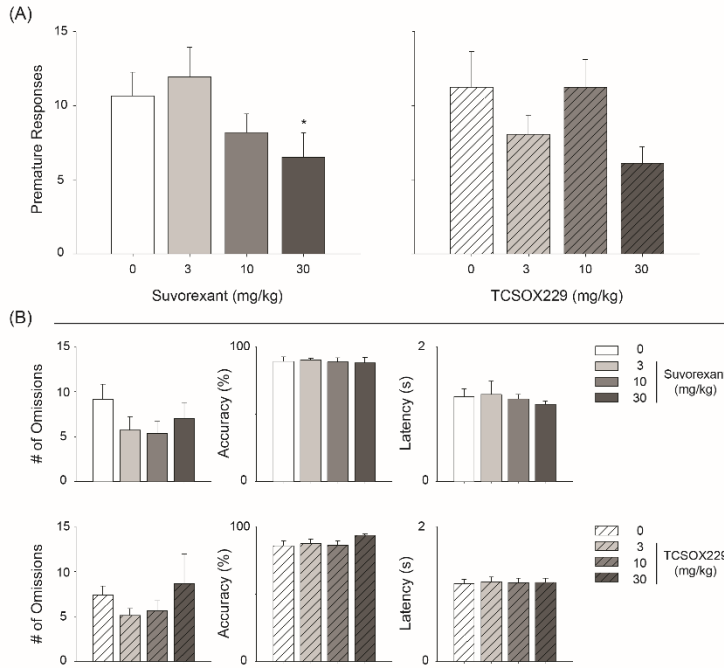 (A)
15
10
5
0
Premature Responses
*
0 3 10 30
Suvorexant (mg/kg)
0 3 10 30
TCSOX229 (mg/kg)
(B)
15
10
5
0
# of Omissions
100
0
Accuracy (%)
2
0
Latency (s)
0
3
10
30
Suvorexant
(mg/kg)
15
10
5
0
# of Omissions
100
0
Accuracy (%)
2
0
Latency (s)
0
3
10
30
TCSOX229
(mg/kg)